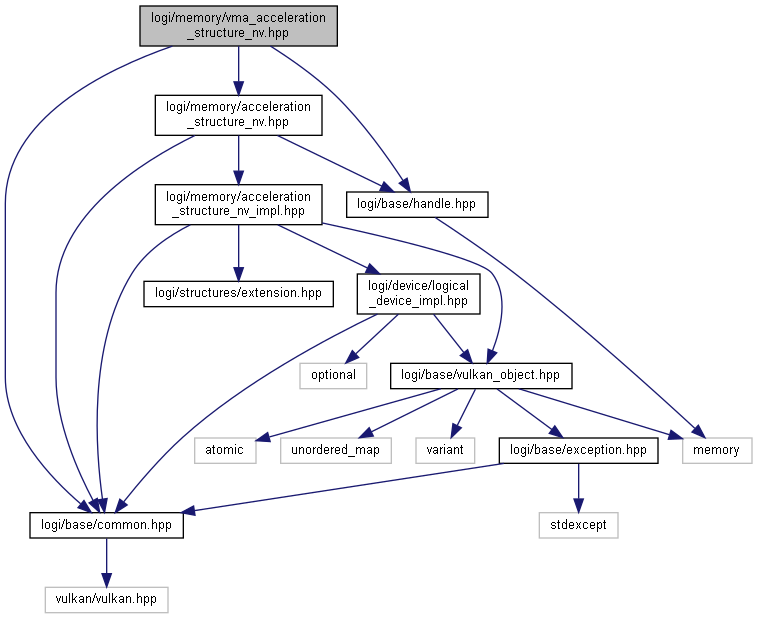 logi/memory/vma_acceleration
_structure_nv.hpp
logi/memory/acceleration
_structure_nv.hpp
logi/memory/acceleration
_structure_nv_impl.hpp
logi/base/handle.hpp
logi/structures/extension.hpp
logi/device/logical
_device_impl.hpp
optional
logi/base/vulkan_object.hpp
atomic
unordered_map
variant
logi/base/exception.hpp
memory
logi/base/common.hpp
stdexcept
vulkan/vulkan.hpp